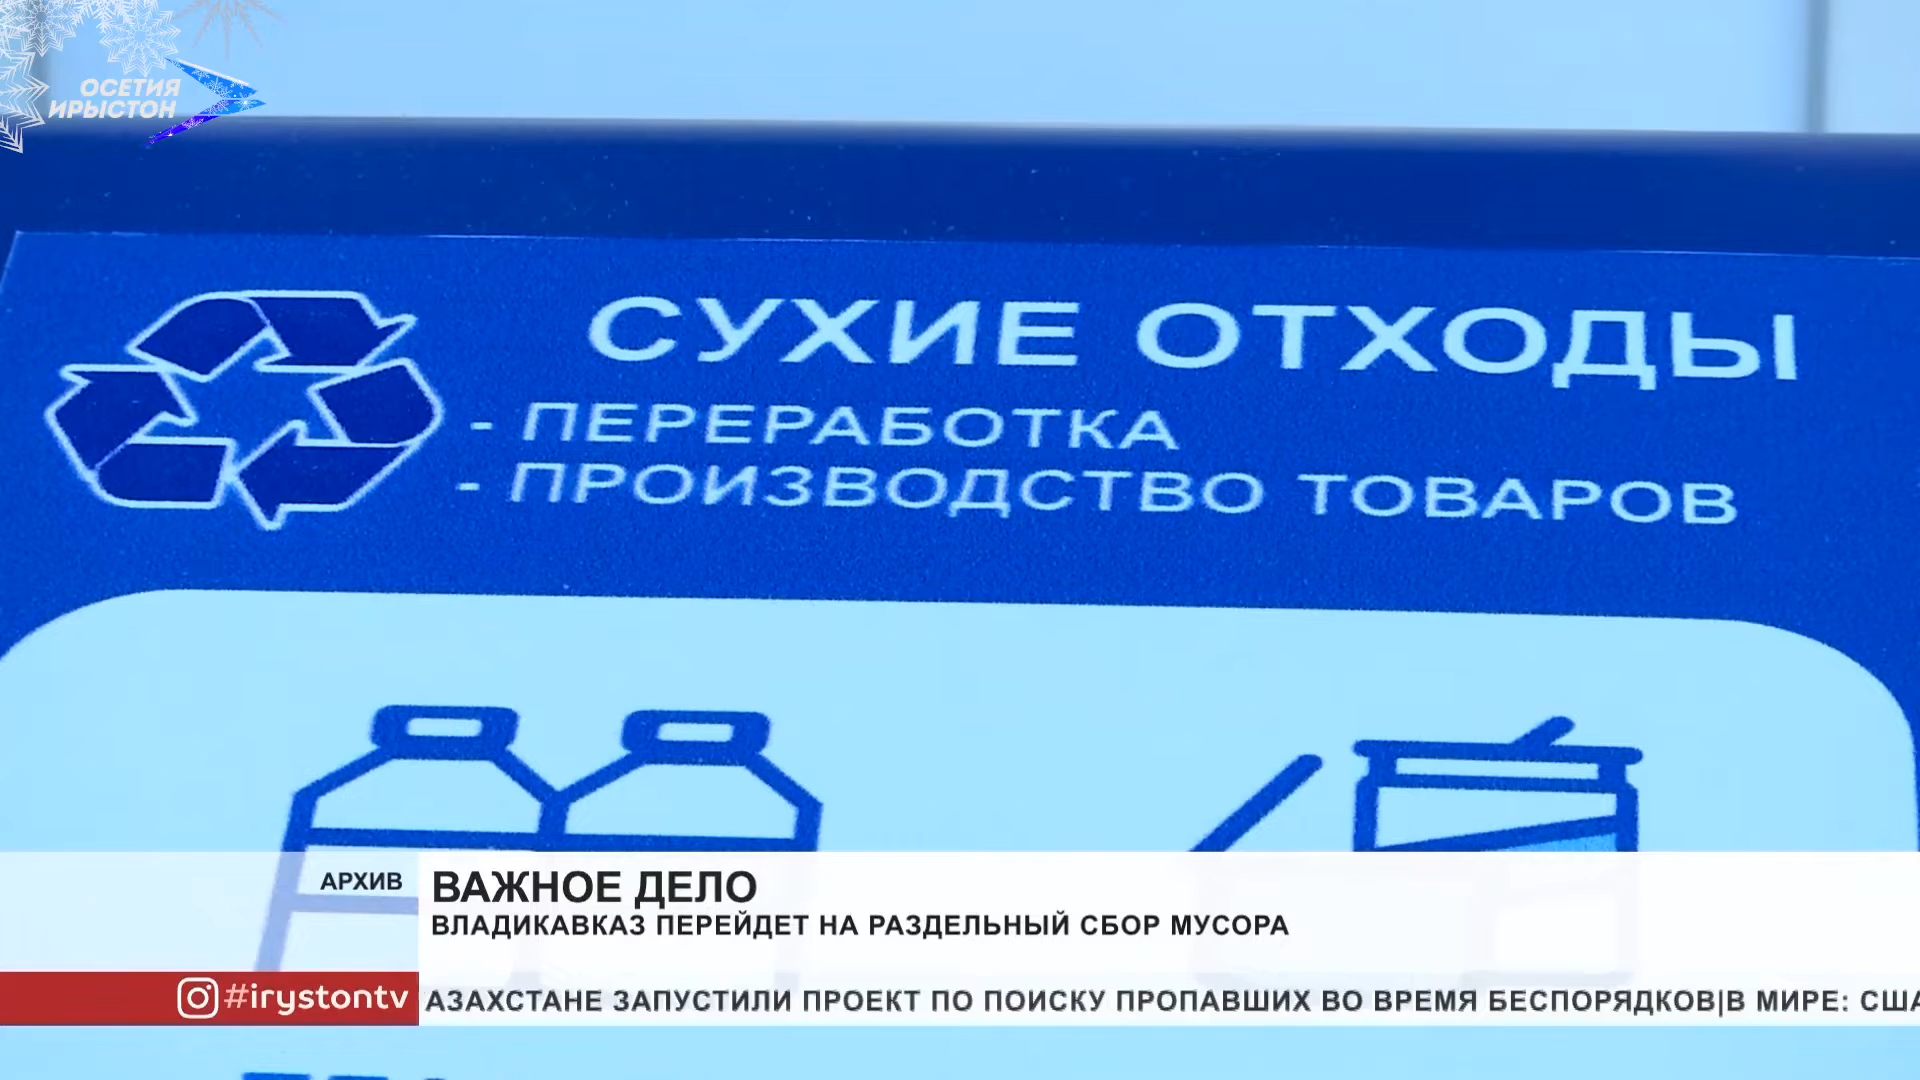 ОСЕТИЯ
ИРЫСТОН
СУХИЕ ОТХОДЫ
- ПЕРЕРАБОТКА
- ПРОИЗВОДСТВО ТОВАРОВ
АРХИВ
ВАЖНОЕ ДЕЛО
ВЛАДИКАВКАЗ ПЕРЕЙДЕТ НА РАЗДЕЛЬНЫЙ СБОР МУСОРА
#irystontv
АЗАХСТАНЕ ЗАПУСТИЛИ ПРОЕКТ ПО ПОИСКУ ПРОПАВШИХ ВО ВРЕМЯ БЕСПОРЯДКОВ|В МИРЕ: США